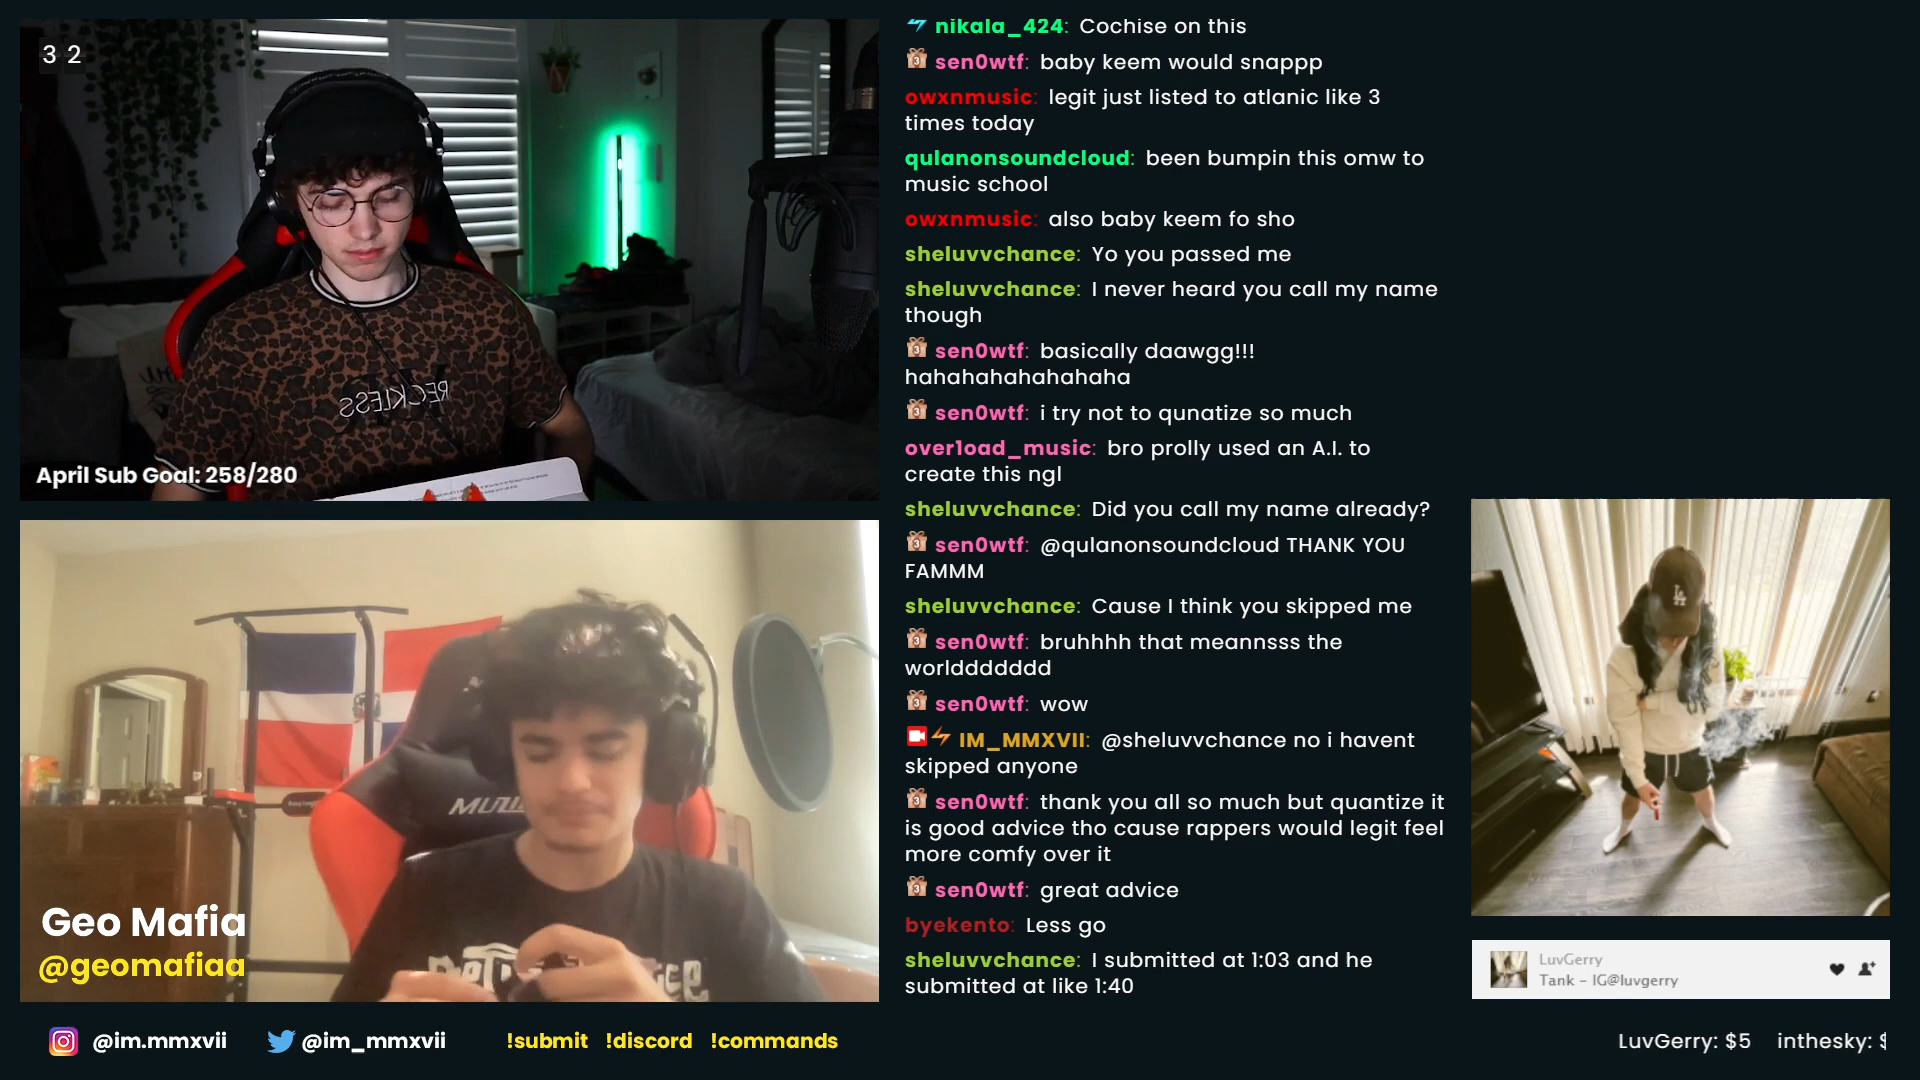 3 2
RECKLESS
April Sub Goal: 258/280
Geo Mafia
@geomafiaa
@im.mmxvii
@im_mmxvii
!submit !discord !commands
nikala_424: Cochise on this
sen0wtf: baby keem would snappp
owxnmusic: legit just listed to atlanic like 3
times today
qulanonsoundcloud: been bumpin this omw to
music school
owxnmusic: also baby keem fo sho
sheluvvchance: Yo you passed me
sheluvvchance: I never heard you call my name
though
sen0wtf: basically daawgg!!!
hahahahahahahaha
sen0wtf: i try not to qunatize so much
over1oad_music: bro prolly used an A.I. to
create this ngl
sheluvvchance: Did you call my name already?
sen0wtf: @qulanonsoundcloud THANK YOU
FAMMM
sheluvvchance: Cause I think you skipped me
sen0wtf: bruhhhh that meannsss the
worldddddddd
sen0wtf: wow
IM_MMXVII: @sheluvvchance no i havent
skipped anyone
sen0wtf: thank you all so much but quantize it
is good advice tho cause rappers would legit feel
more comfy over it
sen0wtf: great advice
byekento: Less go
sheluvvchance: I submitted at 1:03 and he
submitted at like 1:40
LA
LuvGerry
Tank - IG@luvgerry
LuvGerry: $5 inthesky: $